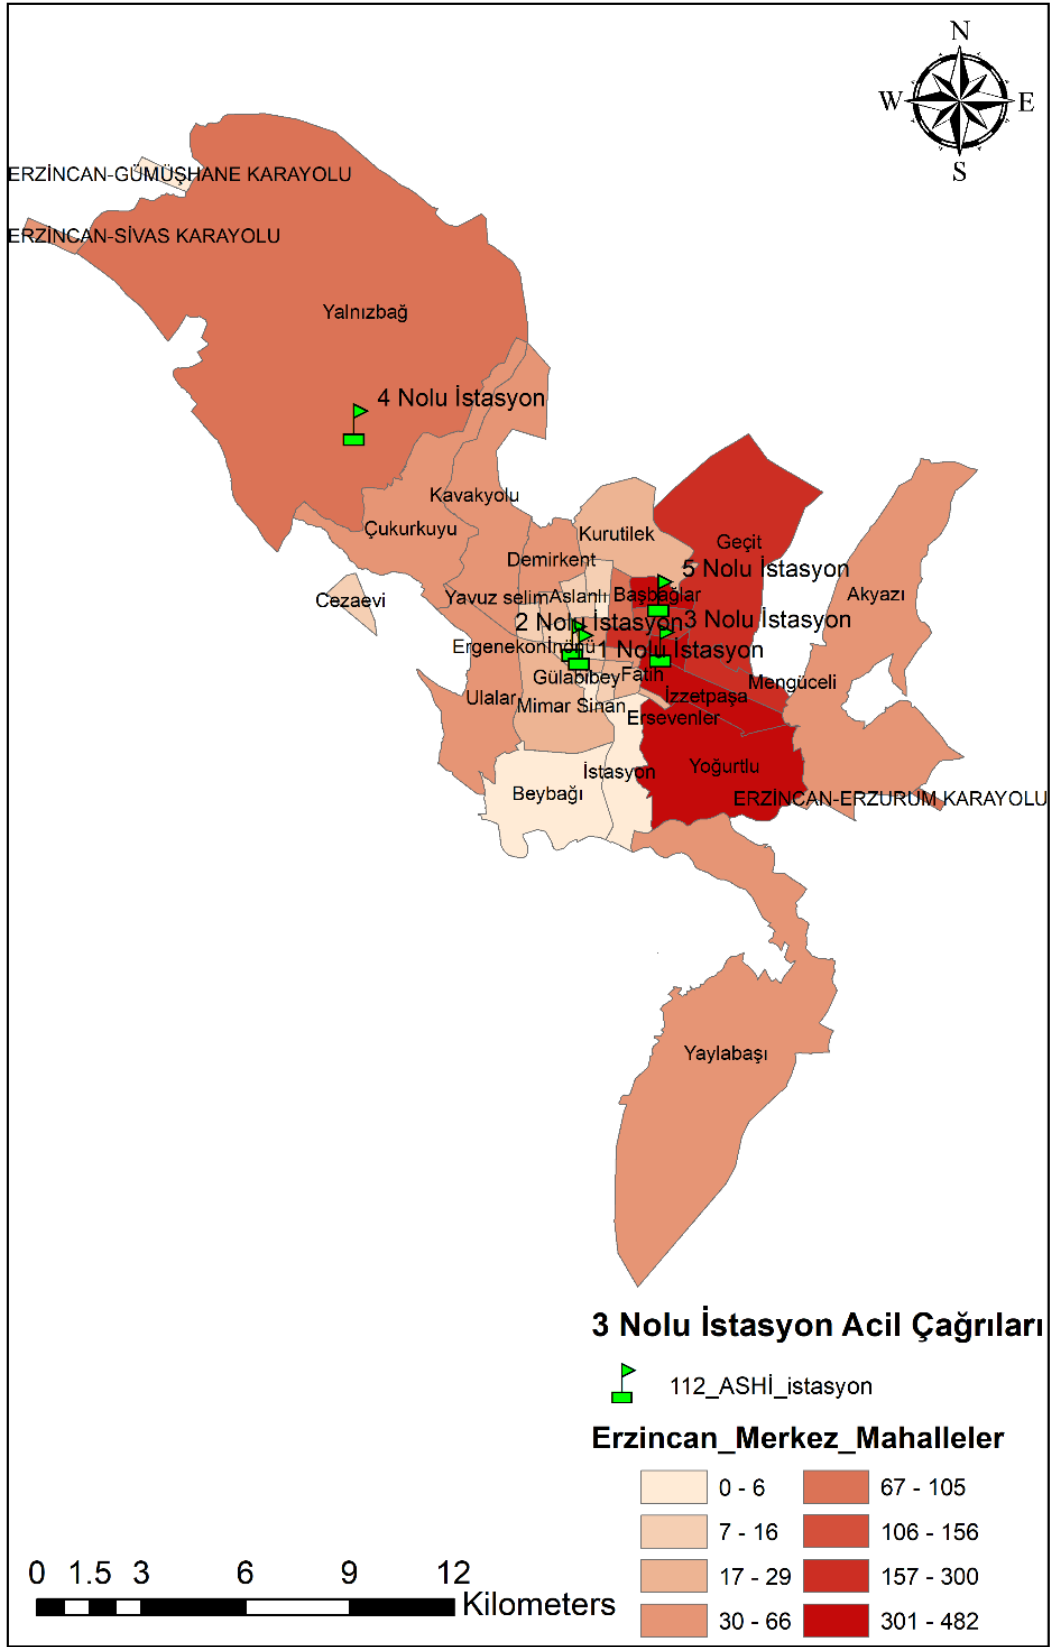 N
W
E
S
ERZİNCAN-GÜMÜŞHANE KARAYOLU
ERZİNCAN-SİVAS KARAYOLU
Yalnızbağ
4 Nolu İstasyon
Kavakyolu
Çukurkuyu
Kurutilek
Geçit
Demirkent
5 Nolu İstasyon
Cezaevi
Yavuz selim
Aslanlı
Başbağlar
Akyazı
2 Nolu İstasyon
3 Nolu İstasyon
Ergenekon
İnönü
1 Nolu İstasyon
Gülabibey
Fatih
Mengüceli
Ulalar
Mimar Sinan
İzzetpaşa
Ersevenler
İstasyon
Yoğurtlu
Beybağı
ERZİNCAN-ERZURUM KARAYOLU
Yaylabaşı
3 Nolu İstasyon Acil Çağrıları
112_ASHİ_istasyon
Erzincan_Merkez_Mahalleler
0 - 6
67 - 105
7 - 16
106 - 156
17 - 29
157 - 300
30 - 66
301 - 482
0 1.5 3 6 9 12
Kilometers